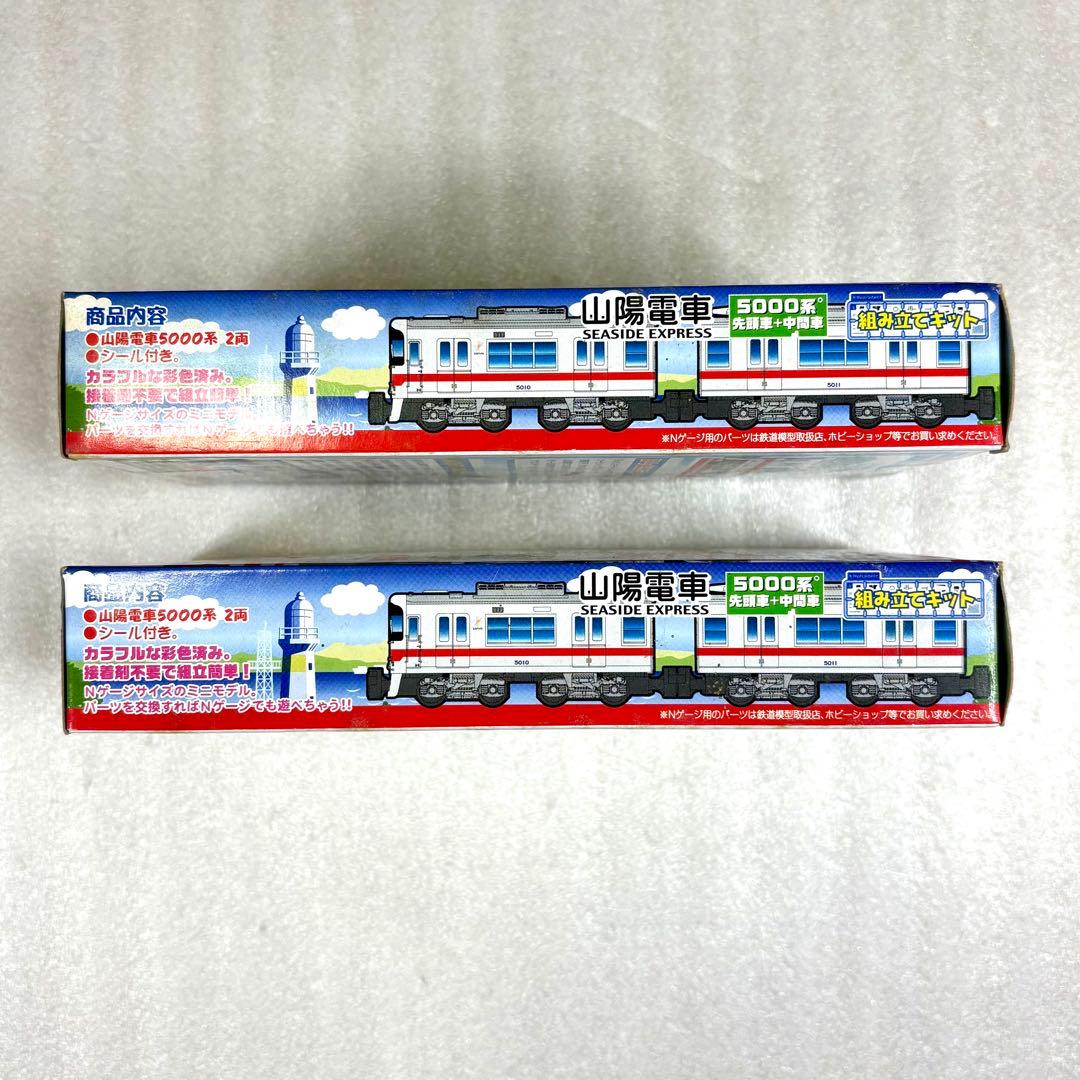 商品内容
●山陽電車5000系 2両
●シール付き。
カラフルな彩色済み。
接着剤不要で組立簡単！
Nゲージサイズのミニモデル。
パーツを交換すればNゲージでも遊べちゃう!!
山陽電車
SEASIDE EXPRESS
5000系
先頭車+中間車
組み立てキット
5010
5011
※Nゲージ用のパーツは鉄道模型取扱店、ホビーショップ等でお買い求めください。
商品内容
●山陽電車5000系 2両
●シール付き。
カラフルな彩色済み。
接着剤不要で組立簡単！
Nゲージサイズのミニモデル。
パーツを交換すればNゲージでも遊べちゃう!!
山陽電車
SEASIDE EXPRESS
5000系
先頭車+中間車
組み立てキット
5010
5011
※Nゲージ用のパーツは鉄道模型取扱店、ホビーショップ等でお買い求めください。